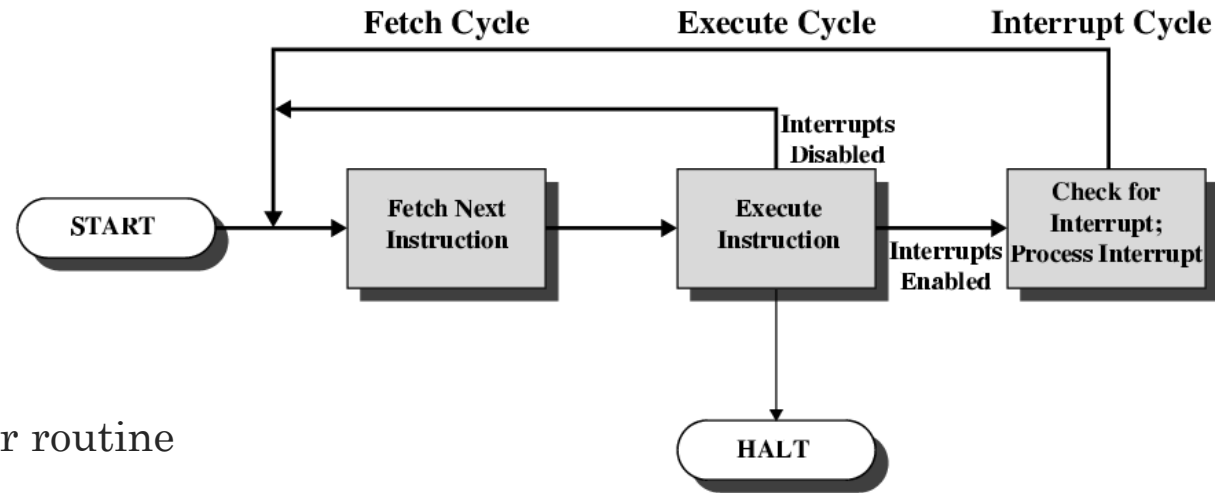 Fetch Cycle
Execute Cycle
Interrupt Cycle
Interrupts
Disabled
START
Fetch Next
Instruction
Execute
Instruction
Interrupts
Enabled
Check for
Interrupt;
Process Interrupt
r routine
HALT